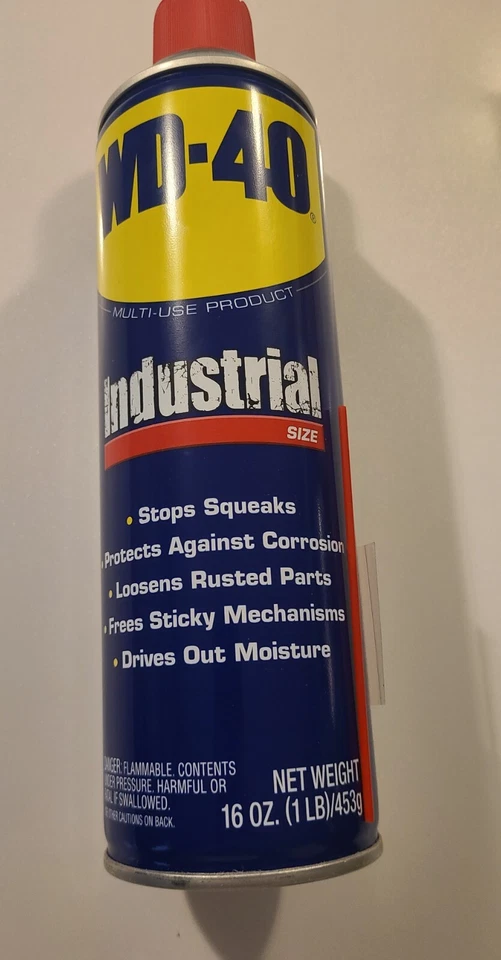 WD-40®
MULTI-USE PRODUCT
industrial
SIZE
• Stops Squeaks
• Protects Against Corrosion
• Loosens Rusted Parts
• Frees Sticky Mechanisms
• Drives Out Moisture
FLAMMABLE. CONTENTS
PRESSURE. HARMFUL OR
IF SWALLOWED.
CAUTIONS ON BACK.
NET WEIGHT
16 OZ. (1 LB)/453g